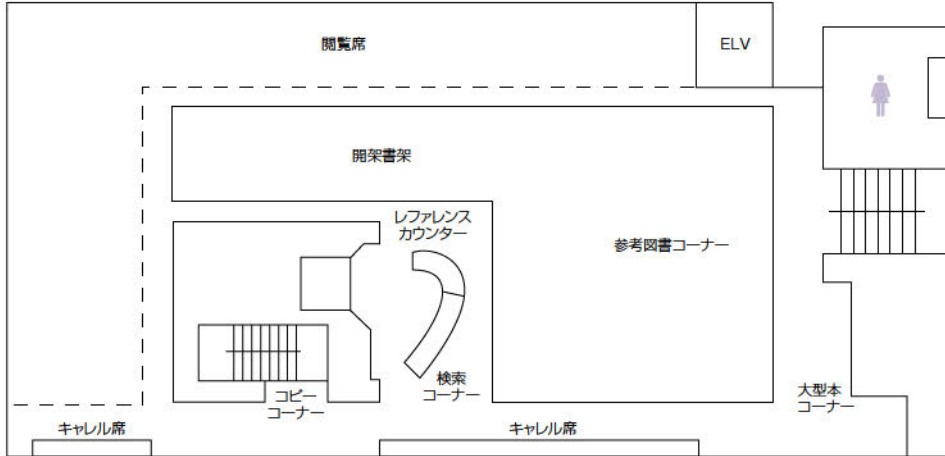 閲覧席
ELV
開架書架
レファレンス
カウンター
参考図書コーナー
検索
コーナー
コピー
コーナー
大型本
コーナー
キャレル席
キャレル席